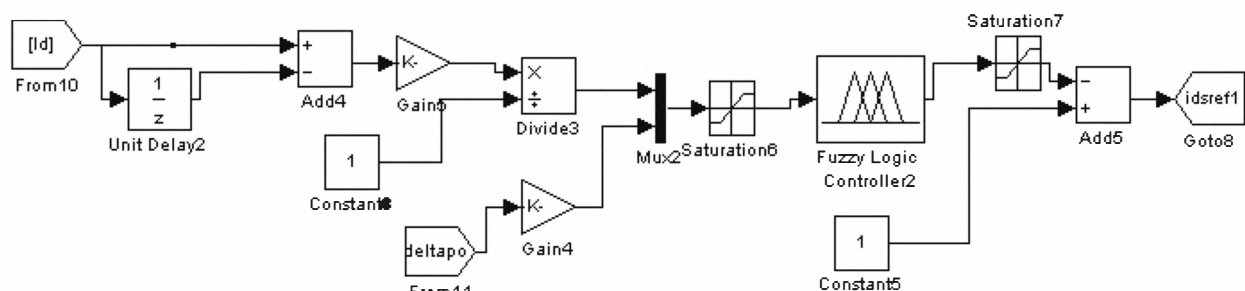 [Id]
From10
1
z
Unit Delay2
+
−
Add4
K-
Gain5
×
÷
Divide3
1
K-
Gain4
deltapo
From11
Mux2
Saturation6
Fuzzy Logic
Controller2
Saturation7
−
+
Add5
1
Constant5
idsref1
Goto8